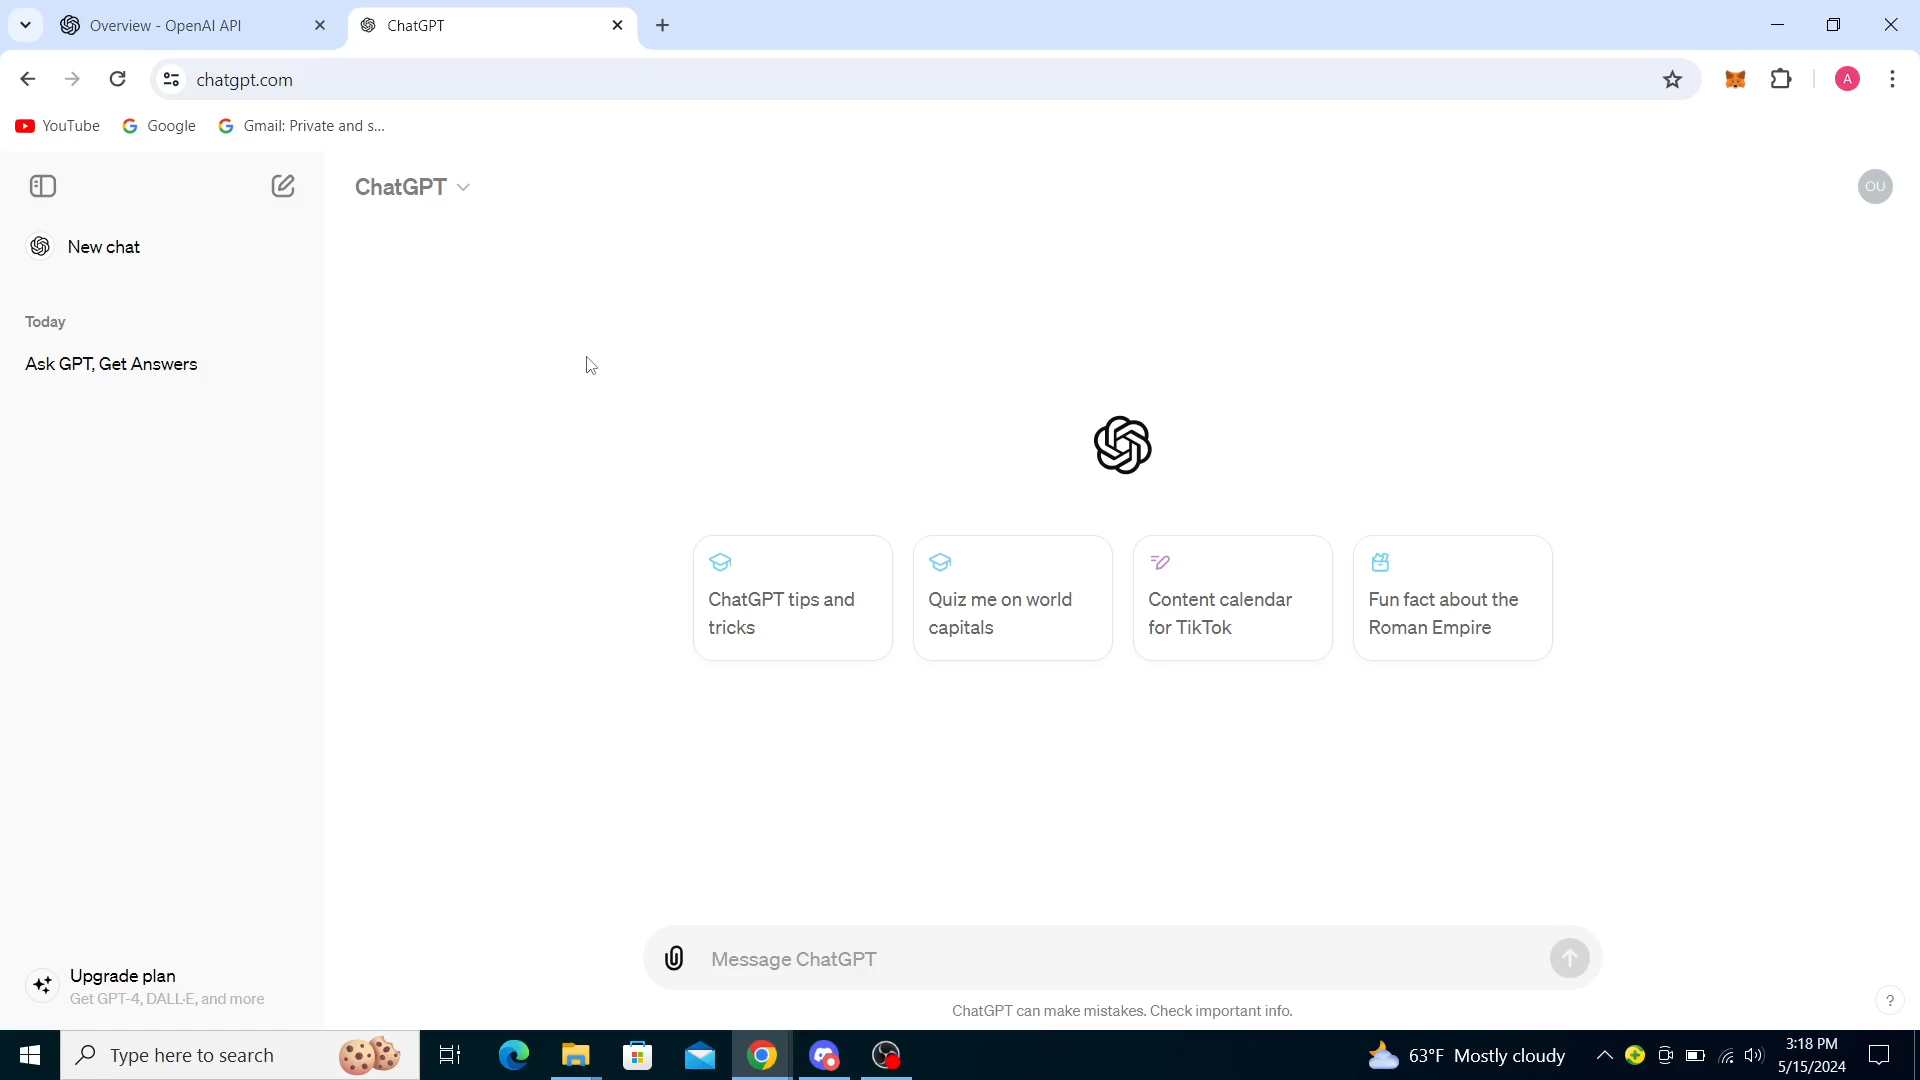 Overview - OpenAI API
ChatGPT
chatgpt.com
A
YouTube
Google
Gmail: Private and s...
ChatGPT
OU
New chat
Today
Ask GPT, Get Answers
ChatGPT tips and
tricks
Quiz me on world
capitals
Content calendar
for TikTok
Fun fact about the
Roman Empire
Message ChatGPT
Upgrade plan
Get GPT-4, DALL·E, and more
ChatGPT can make mistakes. Check important info.
?
Type here to search
63°F Mostly cloudy
3:18 PM
5/15/2024